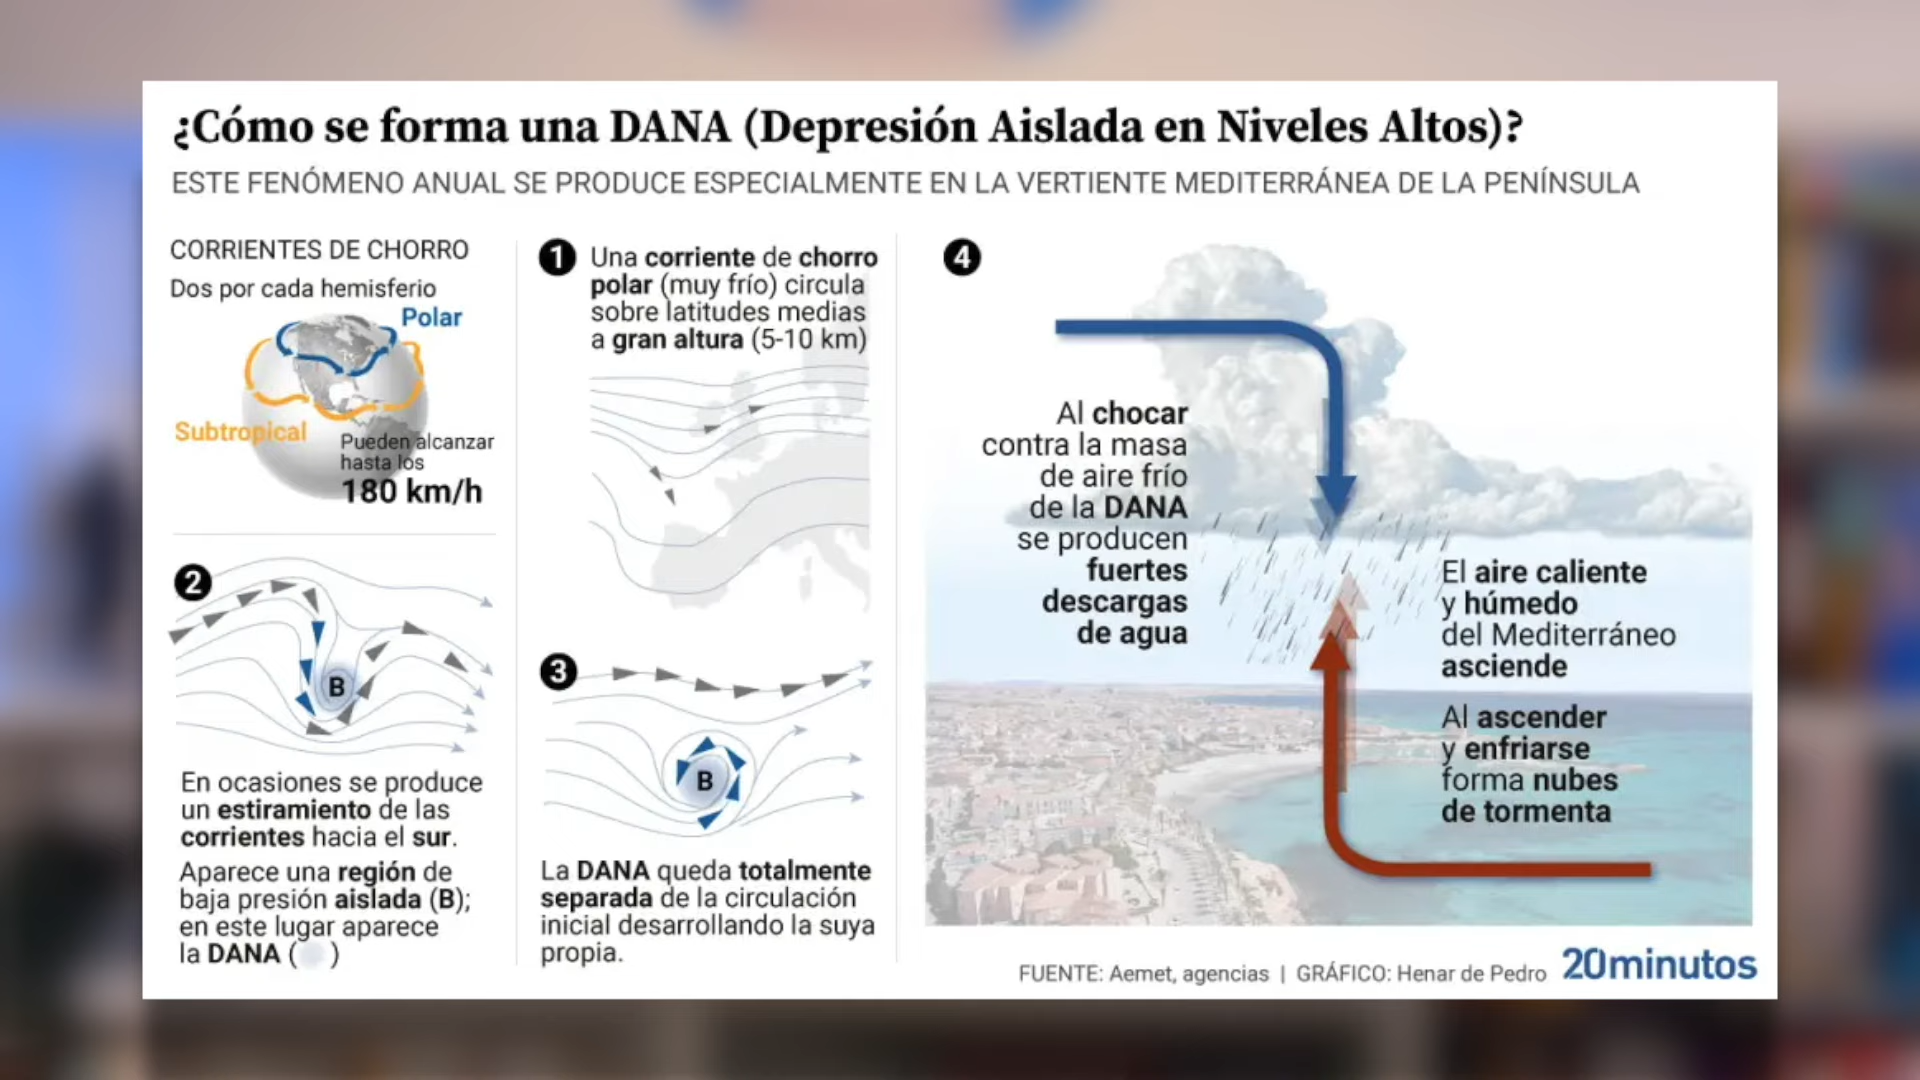 ¿Cómo se forma una DANA (Depresión Aislada en Niveles Altos)?
ESTE FENÓMENO ANUAL SE PRODUCE ESPECIALMENTE EN LA VERTIENTE MEDITERRÁNEA DE LA PENÍNSULA
CORRIENTES DE CHORRO
Dos por cada hemisferio
Polar
Subtropical
Pueden alcanzar
hasta los
180 km/h
1
Una corriente de chorro
polar (muy frío) circula
sobre latitudes medias
a gran altura (5-10 km)
2
B
En ocasiones se produce
un estiramiento de las
corrientes hacia el sur.
Aparece una región de
baja presión aislada (B);
en este lugar aparece
la DANA ( )
3
B
La DANA queda totalmente
separada de la circulación
inicial desarrollando la suya
propia.
4
Al chocar
contra la masa
de aire frío
de la DANA
se producen
fuertes
descargas
de agua
El aire caliente
y húmedo
del Mediterráneo
asciende
Al ascender
y enfriarse
forma nubes
de tormenta
FUENTE: Aemet, agencias | GRÁFICO: Henar de Pedro
20minutos